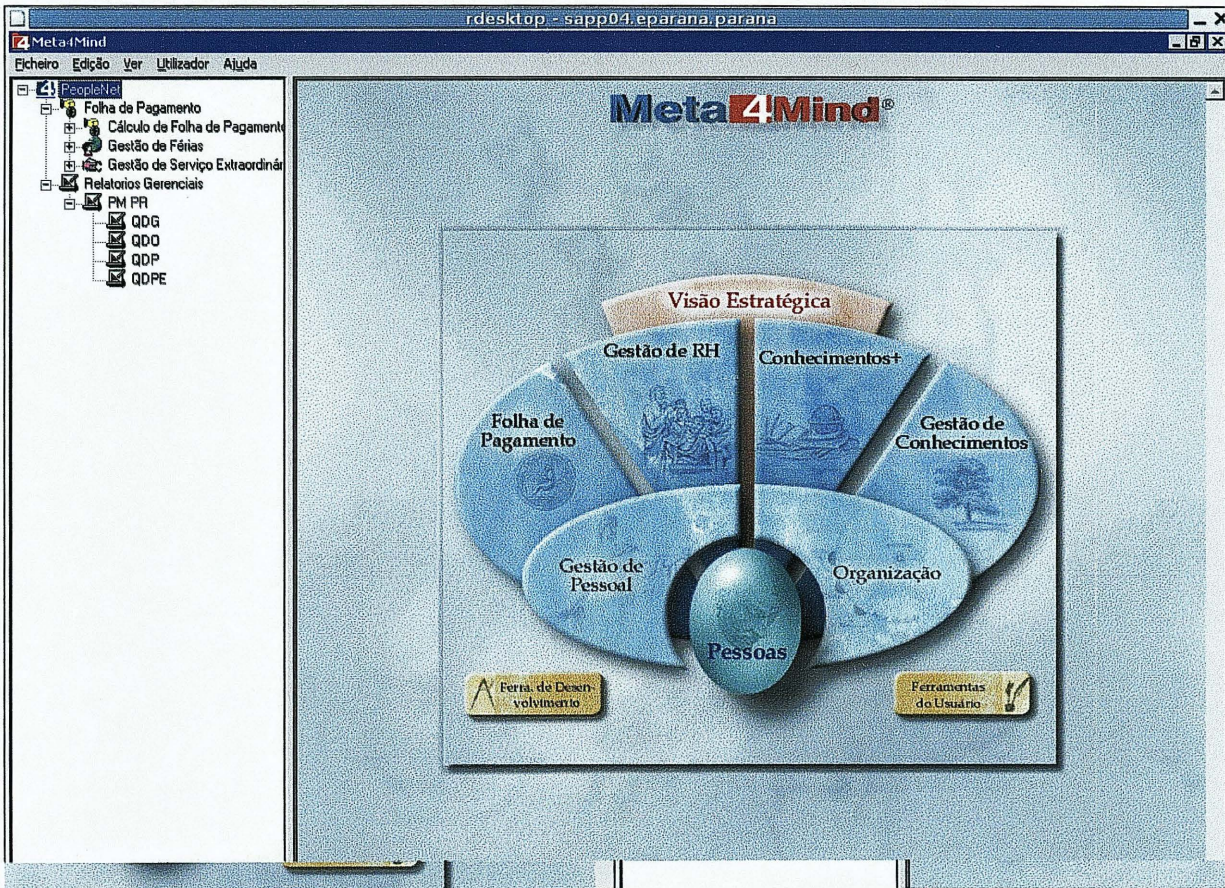 rdesktop - sapp04.eparana.parana
4 Meta4Mind
Ficheiro Edição Ver Utilizador Ajuda
4 PeopleNet
Folha de Pagamento
Cálculo de Folha de Pagament
Gestão de Férias
Gestão de Serviço Extraordinár
Relatorios Gerenciais
PM PR
QDG
QDO
QDP
QDPE
Meta4Mind®
Visão Estratégica
Gestão de RH
Conhecimentos+
Folha de
Pagamento
Gestão de
Conhecimentos
Gestão de
Pessoal
Organização
Pessoas
Ferra. de Desen-
volvimento
Ferramentas
do Usuário